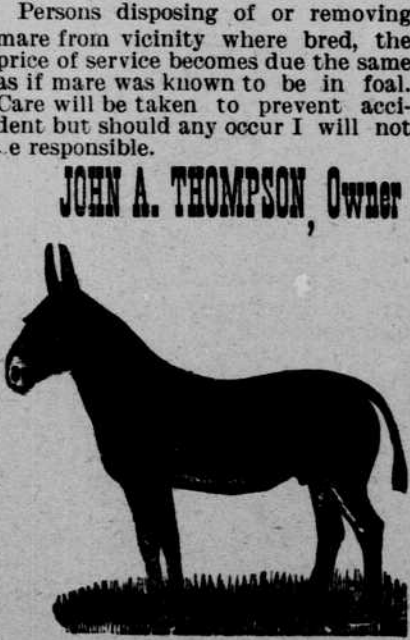 Persons disposing of or removing
mare from vicinity where bred, the
price of service becomes due the same
as if mare was known to be in foal.
Care will be taken to prevent acci-
dent but should any occur I will not
e responsible.
JOHN A. THOMPSON, Owner